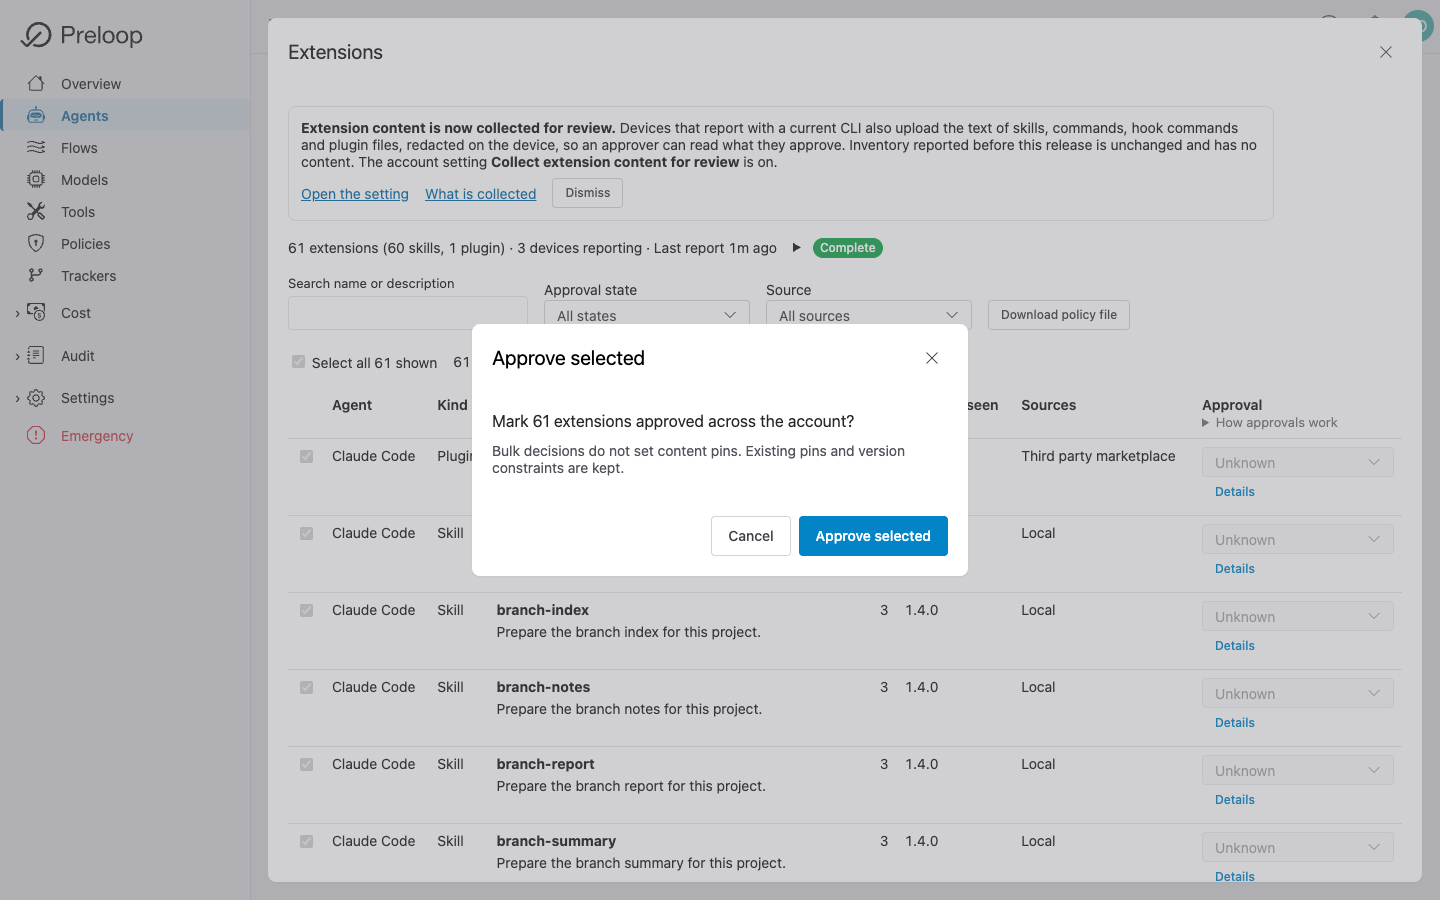 Preloop
Overview
Agents
Flows
Models
Tools
Policies
Trackers
Cost
Audit
Settings
Emergency
Extensions
Extension content is now collected for review. Devices that report with a current CLI also upload the text of skills, commands, hook commands
and plugin files, redacted on the device, so an approver can read what they approve. Inventory reported before this release is unchanged and has no
content. The account setting Collect extension content for review is on.
Open the setting What is collected Dismiss
61 extensions (60 skills, 1 plugin) · 3 devices reporting · Last report 1m ago Complete
Search name or description Approval state Source
All states All sources Download policy file
Select all 61 shown 61
Agent Kind seen Sources Approval
How approvals work
Claude Code Plugin Third party marketplace Unknown
Details
Claude Code Skill Local Unknown
Details
Approve selected
Mark 61 extensions approved across the account?
Bulk decisions do not set content pins. Existing pins and version
constraints are kept.
Cancel Approve selected
Claude Code Skill branch-index 3 1.4.0 Local Unknown
Prepare the branch index for this project.
Details
Claude Code Skill branch-notes 3 1.4.0 Local Unknown
Prepare the branch notes for this project.
Details
Claude Code Skill branch-report 3 1.4.0 Local Unknown
Prepare the branch report for this project.
Details
Claude Code Skill branch-summary 3 1.4.0 Local Unknown
Prepare the branch summary for this project.
Details